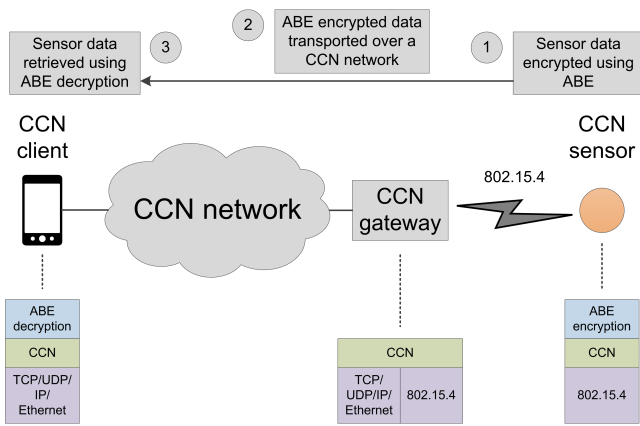 Sensor data
retrieved using
ABE decryption
3
2
ABE encrypted data
transported over a
CCN network
1
Sensor data
encrypted using
ABE
CCN
client
CCN network
CCN
gateway
802.15.4
CCN
sensor
ABE
decryption
CCN
TCP/UDP/
IP/
Ethernet
CCN
TCP/
UDP/IP/
Ethernet
802.15.4
ABE
encryption
CCN
802.15.4